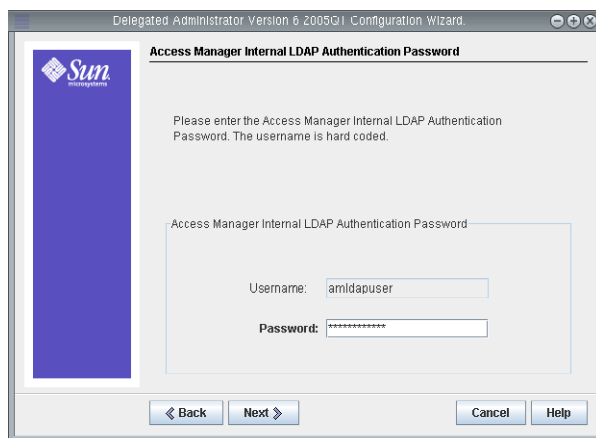 Delegated Administrator Version 6 2005Q1 Configuration Wizard.
Sun
microsystems
Access Manager Internal LDAP Authentication Password
Please enter the Access Manager Internal LDAP Authentication
Password. The username is hard coded.
Access Manager Internal LDAP Authentication Password
Username: amldapuser
Password: ************
Back Next Cancel Help